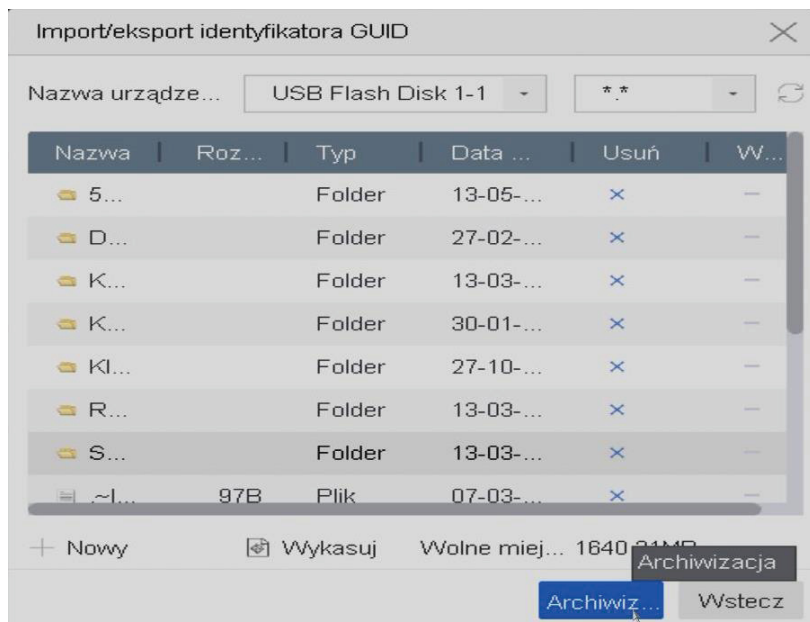 Import/eksport identyfikatora GUID
Nazwa urządze... USB Flash Disk 1-1 *.*
Nazwa Roz... Typ Data ... Usuń W...
5... Folder 13-05-...
D... Folder 27-02-...
K... Folder 13-03-...
K... Folder 30-01-...
Kl... Folder 27-10-...
R... Folder 13-03-...
S... Folder 13-03-...
.~l... 97B Plik 07-03-...
Nowy Wykasuj Wolne miej... 1640.21MB
Archiwizacja
Archiwiz... Wstecz